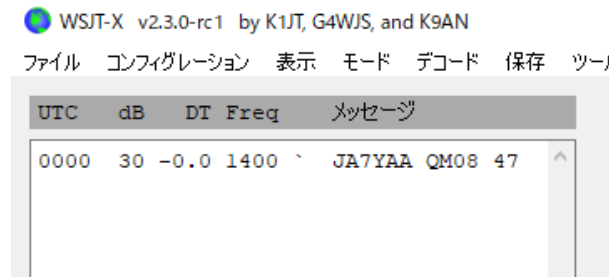 WSJT-X v2.3.0-rc1 by K1JT, G4WJS, and K9AN
ファイル コンフィグレーション 表示 モード デコード 保存 ツール
UTC dB DT Freq メッセージ
0000 30 -0.0 1400 ` JA7YAA QM08 47